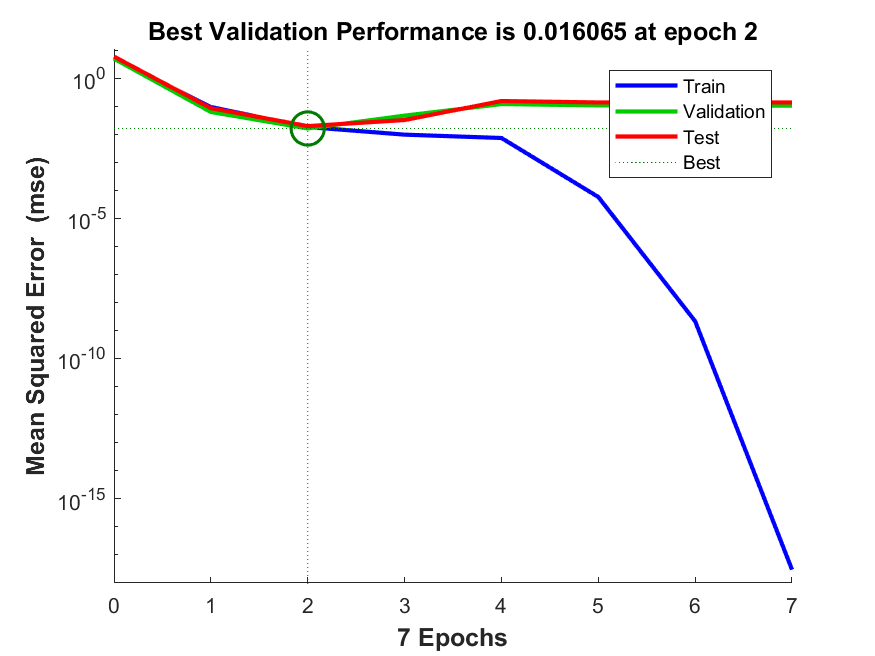 Best Validation Performance is 0.016065 at epoch 2
Mean Squared Error (mse)
10^0
10^-5
10^-10
10^-15
Train
Validation
Test
Best
0 1 2 3 4 5 6 7
7 Epochs